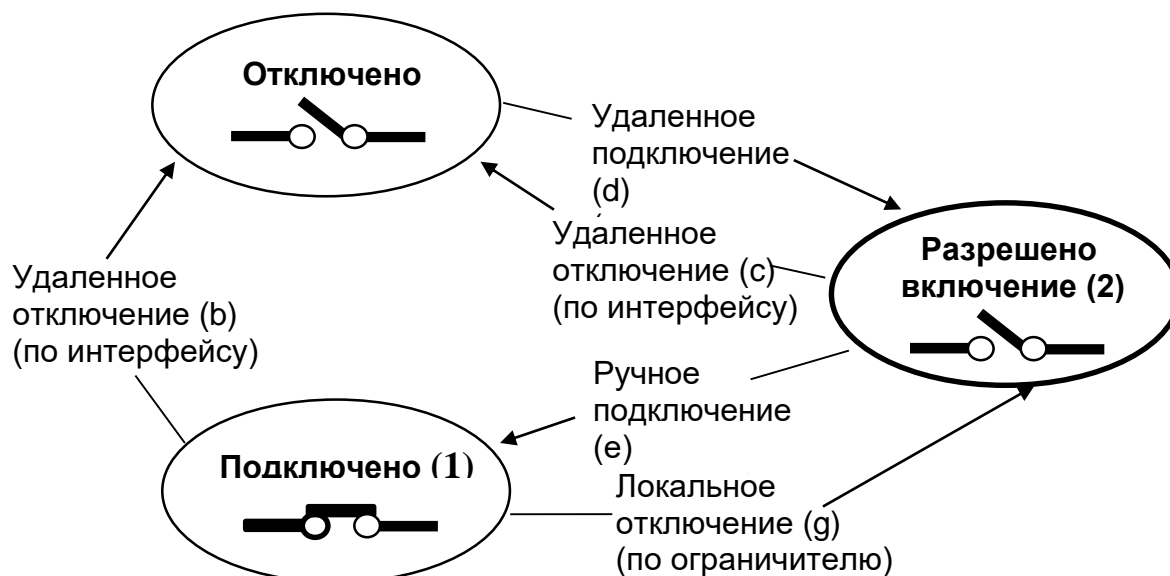 Отключено
Удаленное
подключение
(d)
Удаленное
отключение (c)
(по интерфейсу)
Разрешено
включение (2)
Удаленное
отключение (b)
(по интерфейсу)
Ручное
подключение
(e)
Подключено (1)
Локальное
отключение (g)
(по ограничителю)